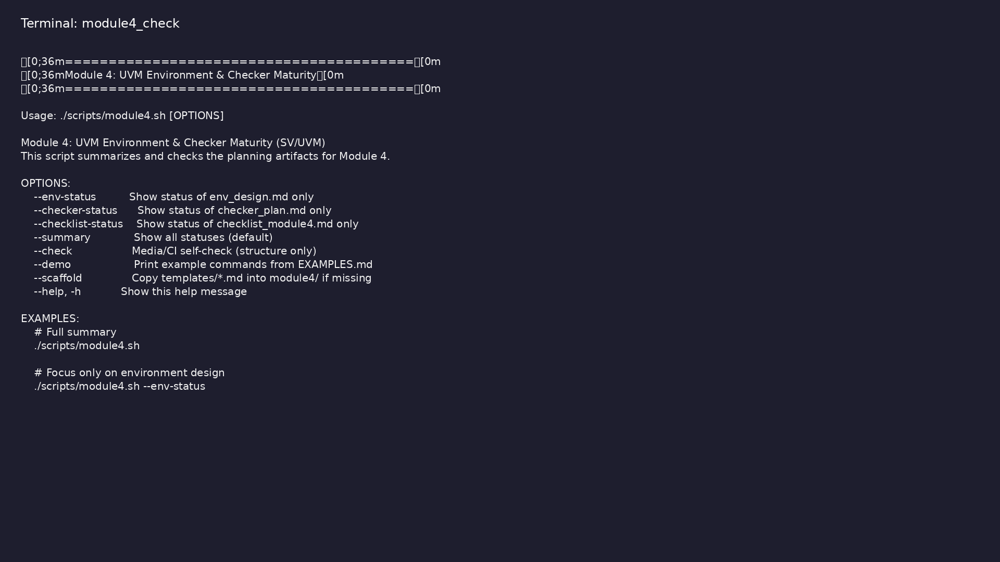 Terminal: module4_check
▯[0;36m========================================▯[0m
▯[0;36mModule 4: UVM Environment & Checker Maturity▯[0m
▯[0;36m========================================▯[0m
Usage: ./scripts/module4.sh [OPTIONS]
Module 4: UVM Environment & Checker Maturity (SV/UVM)
This script summarizes and checks the planning artifacts for Module 4.
OPTIONS:
    --env-status          Show status of env_design.md only
    --checker-status      Show status of checker_plan.md only
    --checklist-status    Show status of checklist_module4.md only
    --summary             Show all statuses (default)
    --check                  Media/CI self-check (structure only)
    --demo                   Print example commands from EXAMPLES.md
    --scaffold               Copy templates/*.md into module4/ if missing
    --help, -h            Show this help message
EXAMPLES:
    # Full summary
    ./scripts/module4.sh
    # Focus only on environment design
    ./scripts/module4.sh --env-status